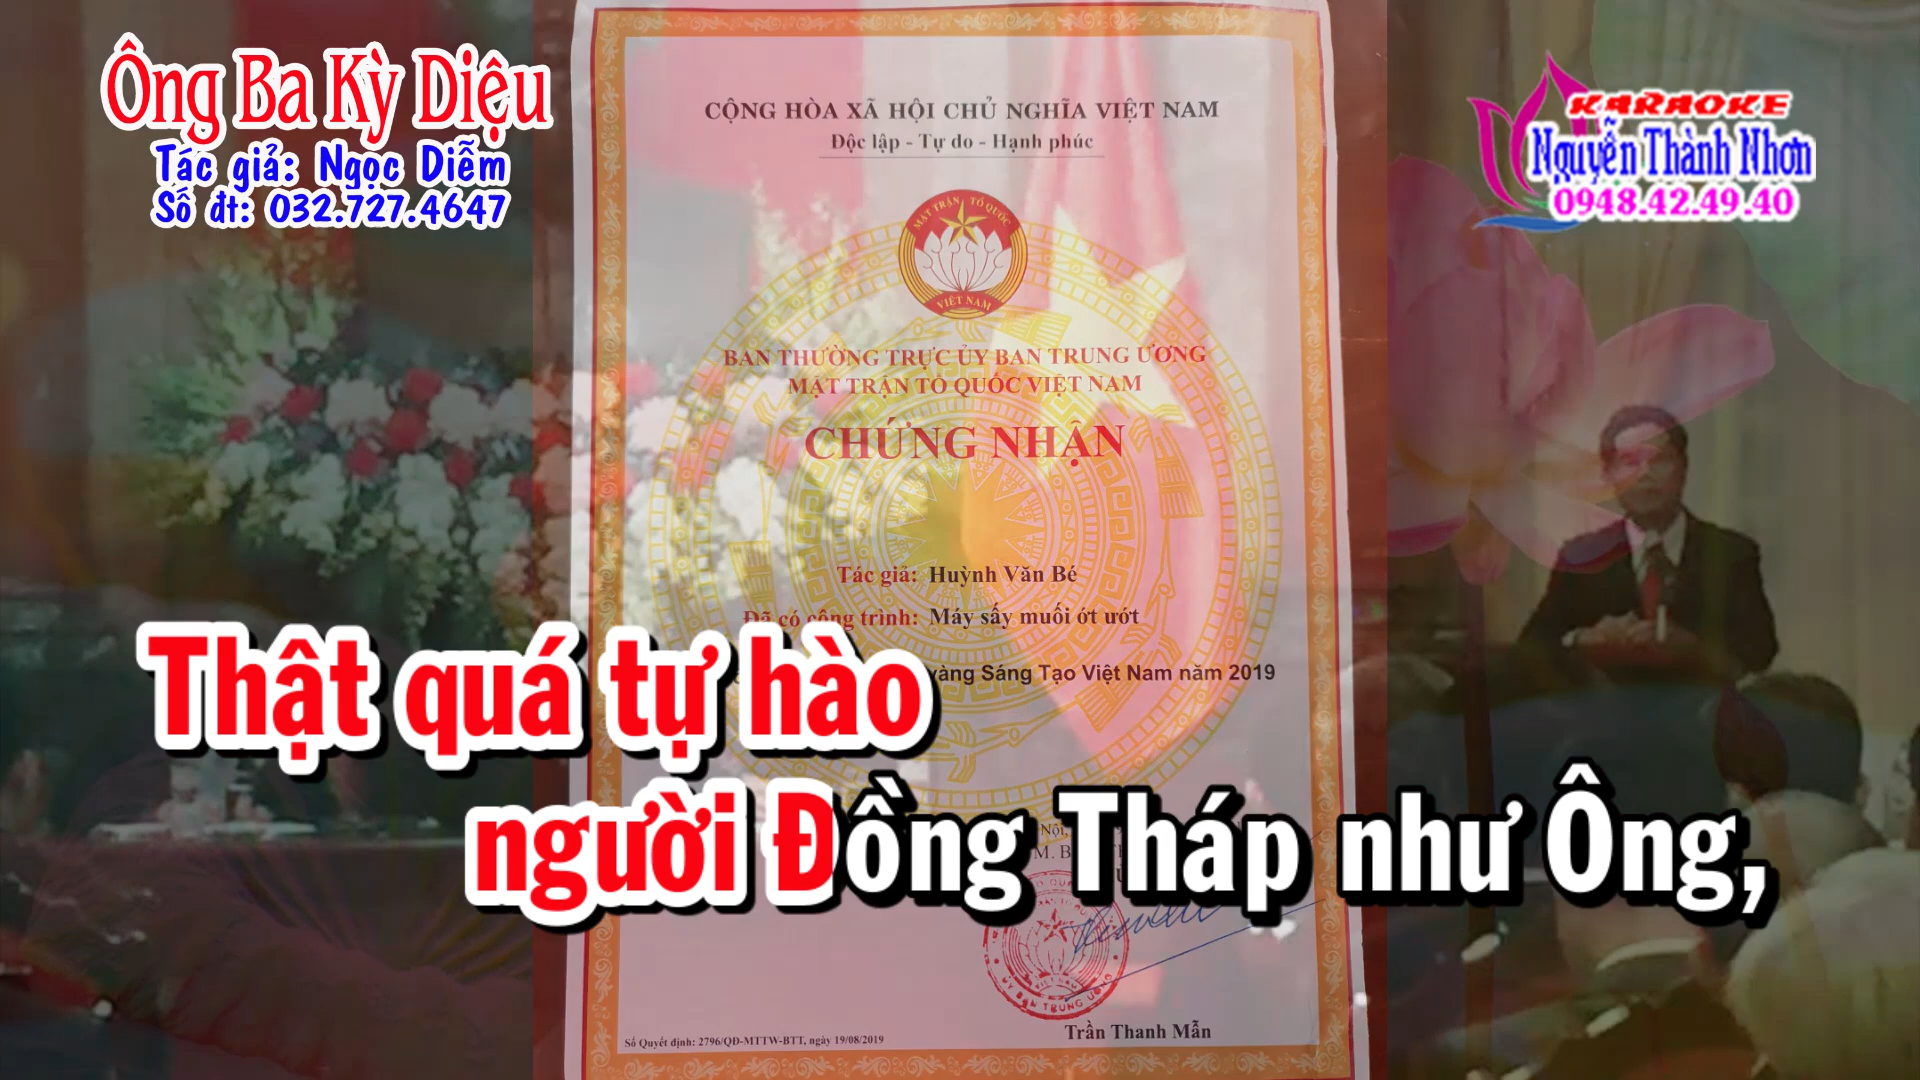 Ông Ba Kỳ Diệu
Tác giả: Ngọc Diễm
Số đt: 032.727.4647
KARAOKE
Nguyễn Thành Nhơn
0948.42.49.40
CỘNG HÒA XÃ HỘI CHỦ NGHĨA VIỆT NAM
Độc lập - Tự do - Hạnh phúc
MẶT TRẬN TỔ QUỐC
VIỆT NAM
BAN THƯỜNG TRỰC ỦY BAN TRUNG ƯƠNG
MẶT TRẬN TỔ QUỐC VIỆT NAM
CHỨNG NHẬN
Tác giả: Huỳnh Văn Bé
Đã có công trình: Máy sấy muối ớt ướt
vàng Sáng Tạo Việt Nam năm 2019
Thật quá tự hào
người Đồng Tháp như Ông,
Trần Thanh Mẫn
Số Quyết định: 2796/QĐ-MTTW-BTT, ngày 19/08/2019